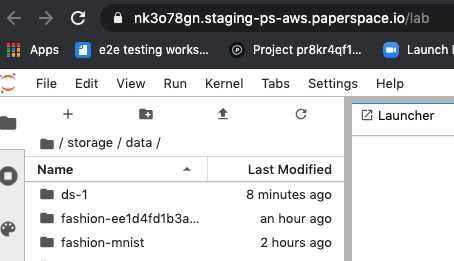 nk3o78gn.staging-ps-aws.paperspace.io/lab
Apps e2e testing works... Project pr8kr4qf1... Launch
File Edit View Run Kernel Tabs Settings Help
/ storage / data /
Launcher
Name Last Modified
ds-1 8 minutes ago
fashion-ee1d4fd1b3a... an hour ago
fashion-mnist 2 hours ago